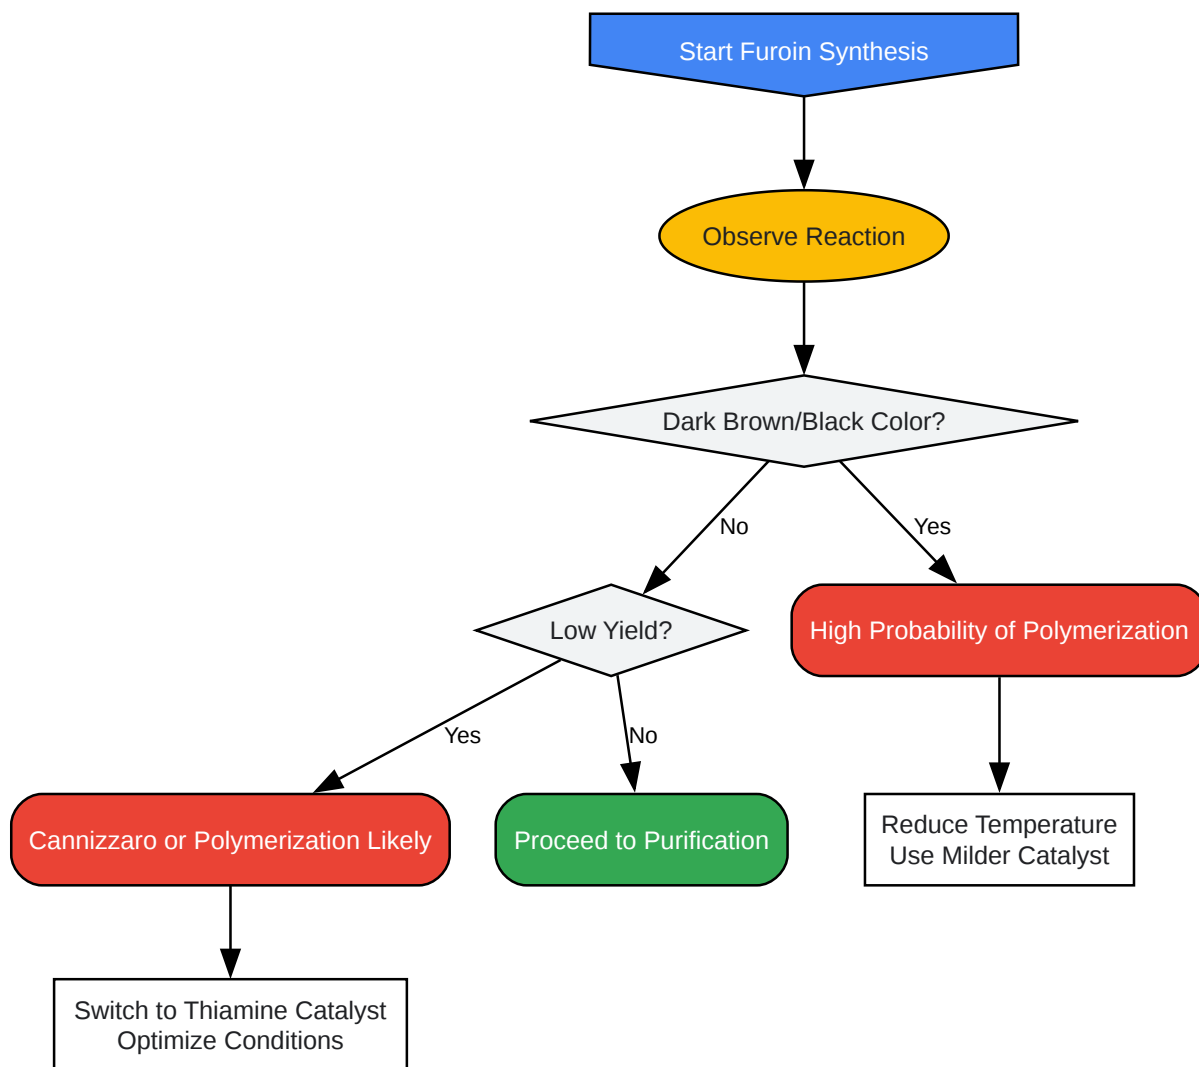 Start Furoin Synthesis
Observe Reaction
Dark Brown/Black Color?
No
Yes
Low Yield?
High Probability of Polymerization
Yes
No
Cannizzaro or Polymerization Likely
Proceed to Purification
Reduce Temperature
Use Milder Catalyst
Switch to Thiamine Catalyst
Optimize Conditions